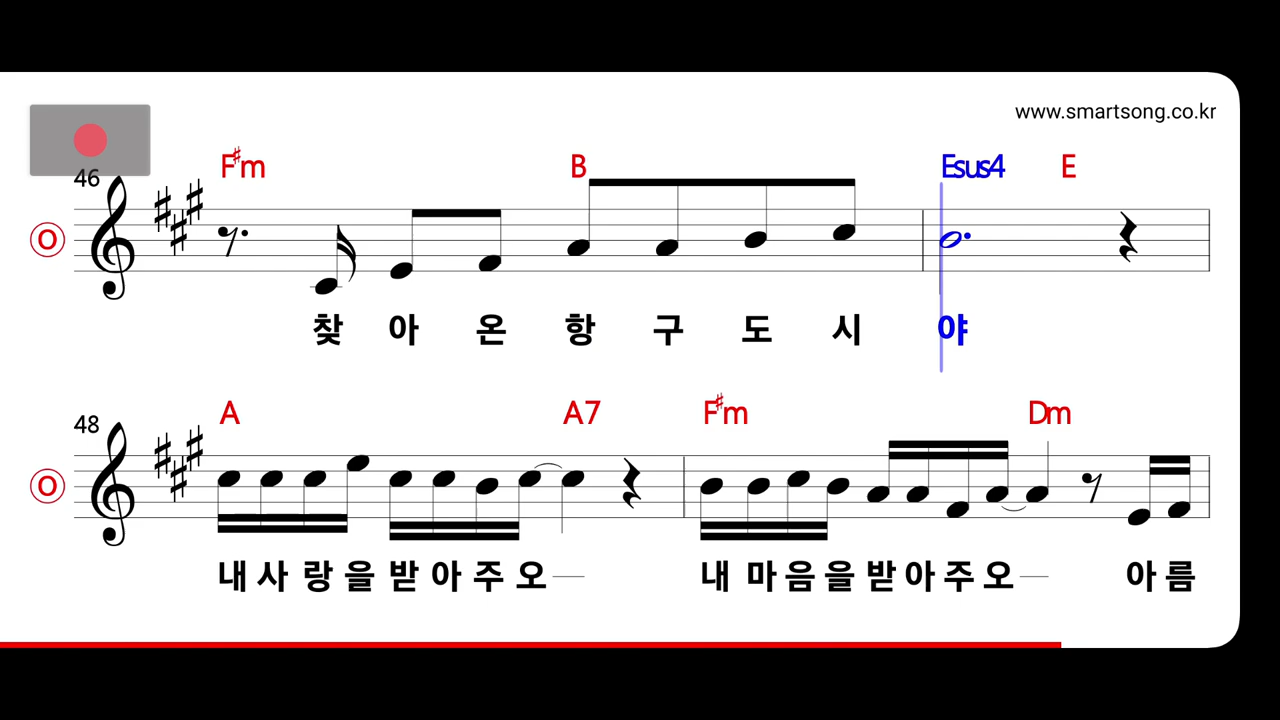 www.smartsong.co.kr
46
F♯m B Esus4 E
O
찾 아 온 항 구 도 시 야
48
A A7 F♯m Dm
O
내 사 랑 을 받 아 주 오 내 마 음 을 받 아 주 오 아 름